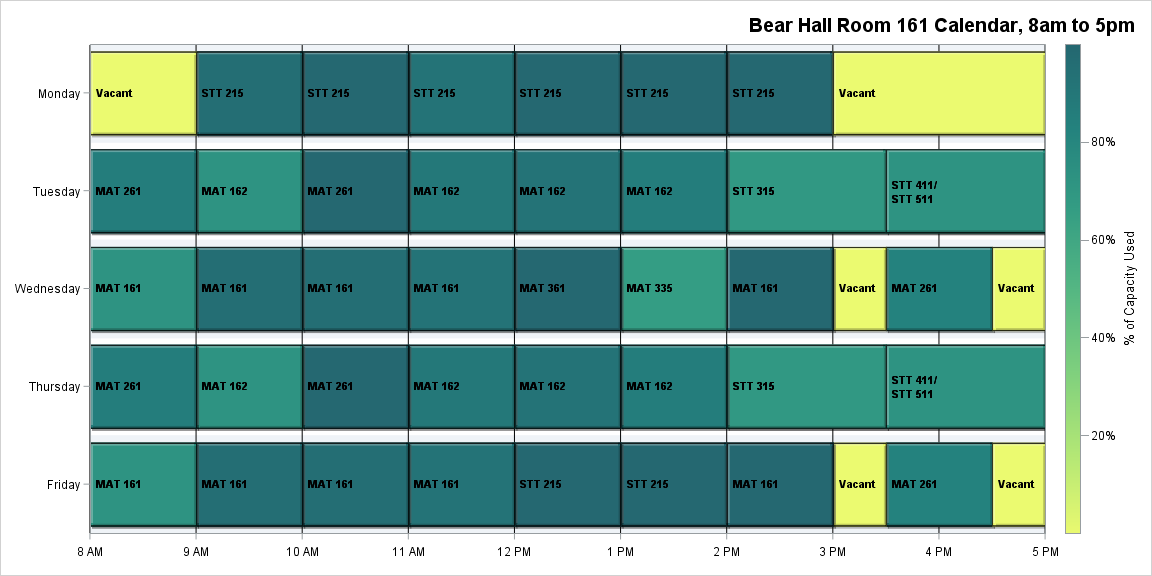 Bear Hall Room 161 Calendar, 8am to 5pm
Monday
Vacant
STT 215
STT 215
STT 215
STT 215
STT 215
STT 215
Vacant
Tuesday
MAT 261
MAT 162
MAT 261
MAT 162
MAT 162
MAT 162
STT 315
STT 411/
STT 511
Wednesday
MAT 161
MAT 161
MAT 161
MAT 161
MAT 361
MAT 335
MAT 161
Vacant
MAT 261
Vacant
Thursday
MAT 261
MAT 162
MAT 261
MAT 162
MAT 162
MAT 162
STT 315
STT 411/
STT 511
Friday
MAT 161
MAT 161
MAT 161
MAT 161
STT 215
STT 215
MAT 161
Vacant
MAT 261
Vacant
8 AM
9 AM
10 AM
11 AM
12 PM
1 PM
2 PM
3 PM
4 PM
5 PM
80%
60%
40%
20%
% of Capacity Used